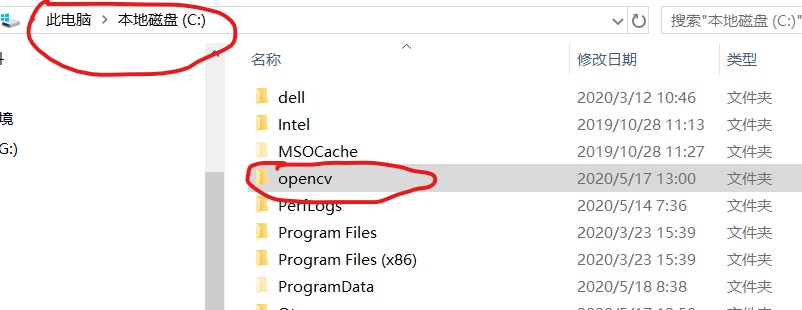 此电脑 > 本地磁盘 (C:)
搜索"本地磁盘 (C:)"
名称 修改日期 类型
dell 2020/3/12 10:46 文件夹
Intel 2019/10/28 11:13 文件夹
境
MSOCache 2019/10/28 11:27 文件夹
G:)
opencv 2020/5/17 13:00 文件夹
PerfLogs 2020/5/14 7:36 文件夹
Program Files 2020/3/23 15:39 文件夹
Program Files (x86) 2020/3/23 15:39 文件夹
ProgramData 2020/5/18 8:38 文件夹